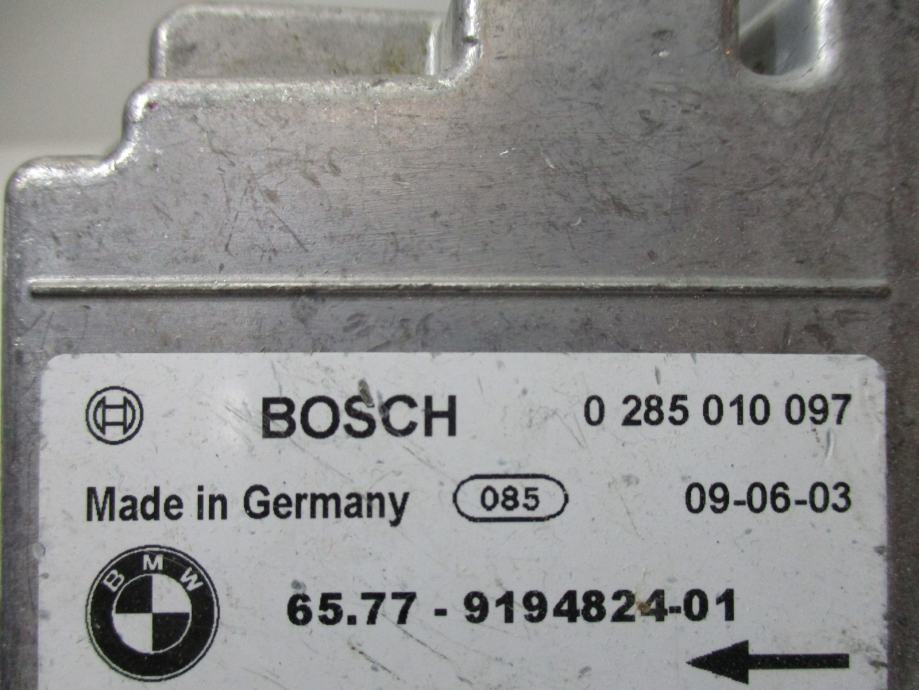 BOSCH 0 285 010 097
Made in Germany 085 09-06-03
BMW
65.77 - 9194824-01